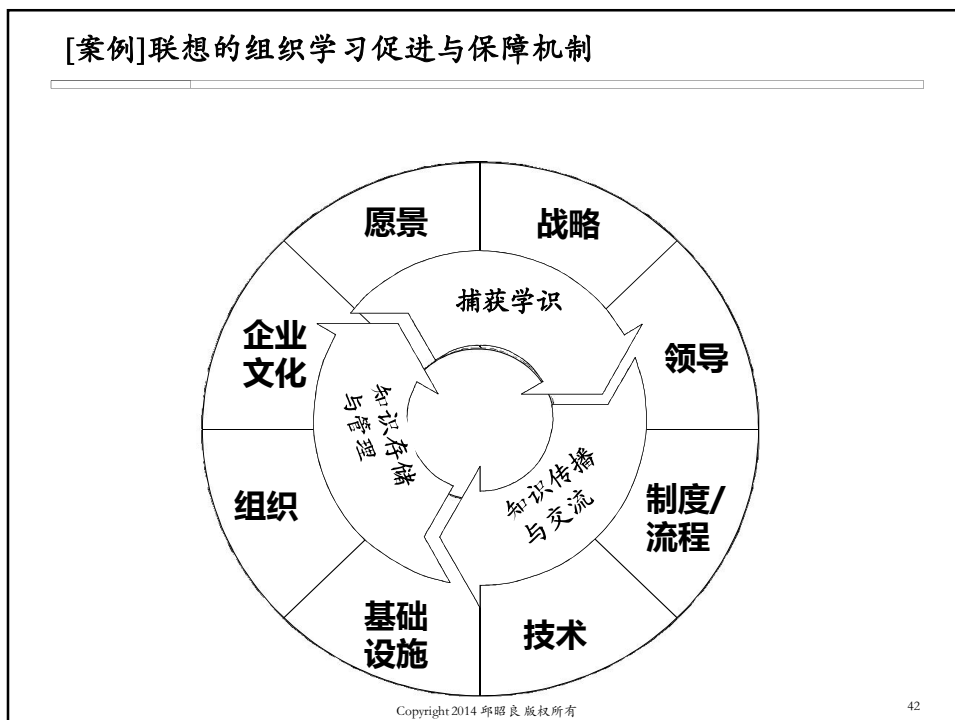 [案例]联想的组织学习促进与保障机制
愿景
战略
捕获学识
企业
文化
领导
知识存储
与管理
知识传播
与交流
组织
制度/
流程
基础
设施
技术
Copyright 2014 邱昭良 版权所有
42